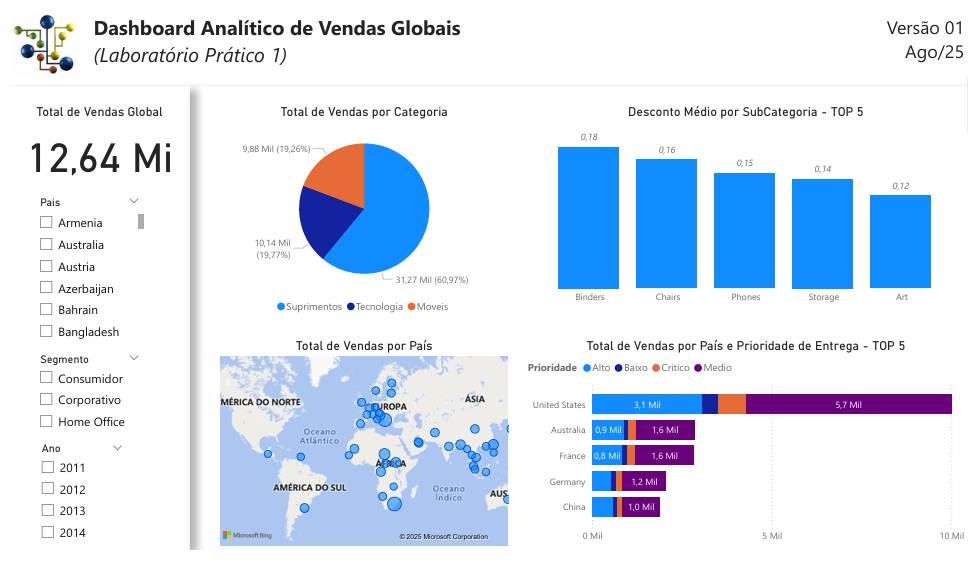 Dashboard Analítico de Vendas Globais
(Laboratório Prático 1)
Versão 01
Ago/25
Total de Vendas Global
12,64 Mi
Pais
Armenia
Australia
Austria
Azerbaijan
Bahrain
Bangladesh
Segmento
Consumidor
Corporativo
Home Office
Ano
2011
2012
2013
2014
Total de Vendas por Categoria
9,88 Mil (19,26%)
10,14 Mil
(19,77%)
31,27 Mil (60,97%)
Suprimentos Tecnologia Moveis
Desconto Médio por SubCategoria - TOP 5
0,18
0,16
0,15
0,14
0,12
Binders Chairs Phones Storage Art
Total de Vendas por País
MÉRICA DO NORTE
EUROPA
ÁSIA
Oceano
Atlântico
ÁFRICA
AMÉRICA DO SUL
Oceano
Índico
AUS
Microsoft Bing
© 2025 Microsoft Corporation
Total de Vendas por País e Prioridade de Entrega - TOP 5
Prioridade Alto Baixo Critico Medio
United States 3,1 Mil 5,7 Mil
Australia 0,9 Mil 1,6 Mil
France 0,8 Mil 1,6 Mil
Germany 1,2 Mil
China 1,0 Mil
0 Mil 5 Mil 10 Mil